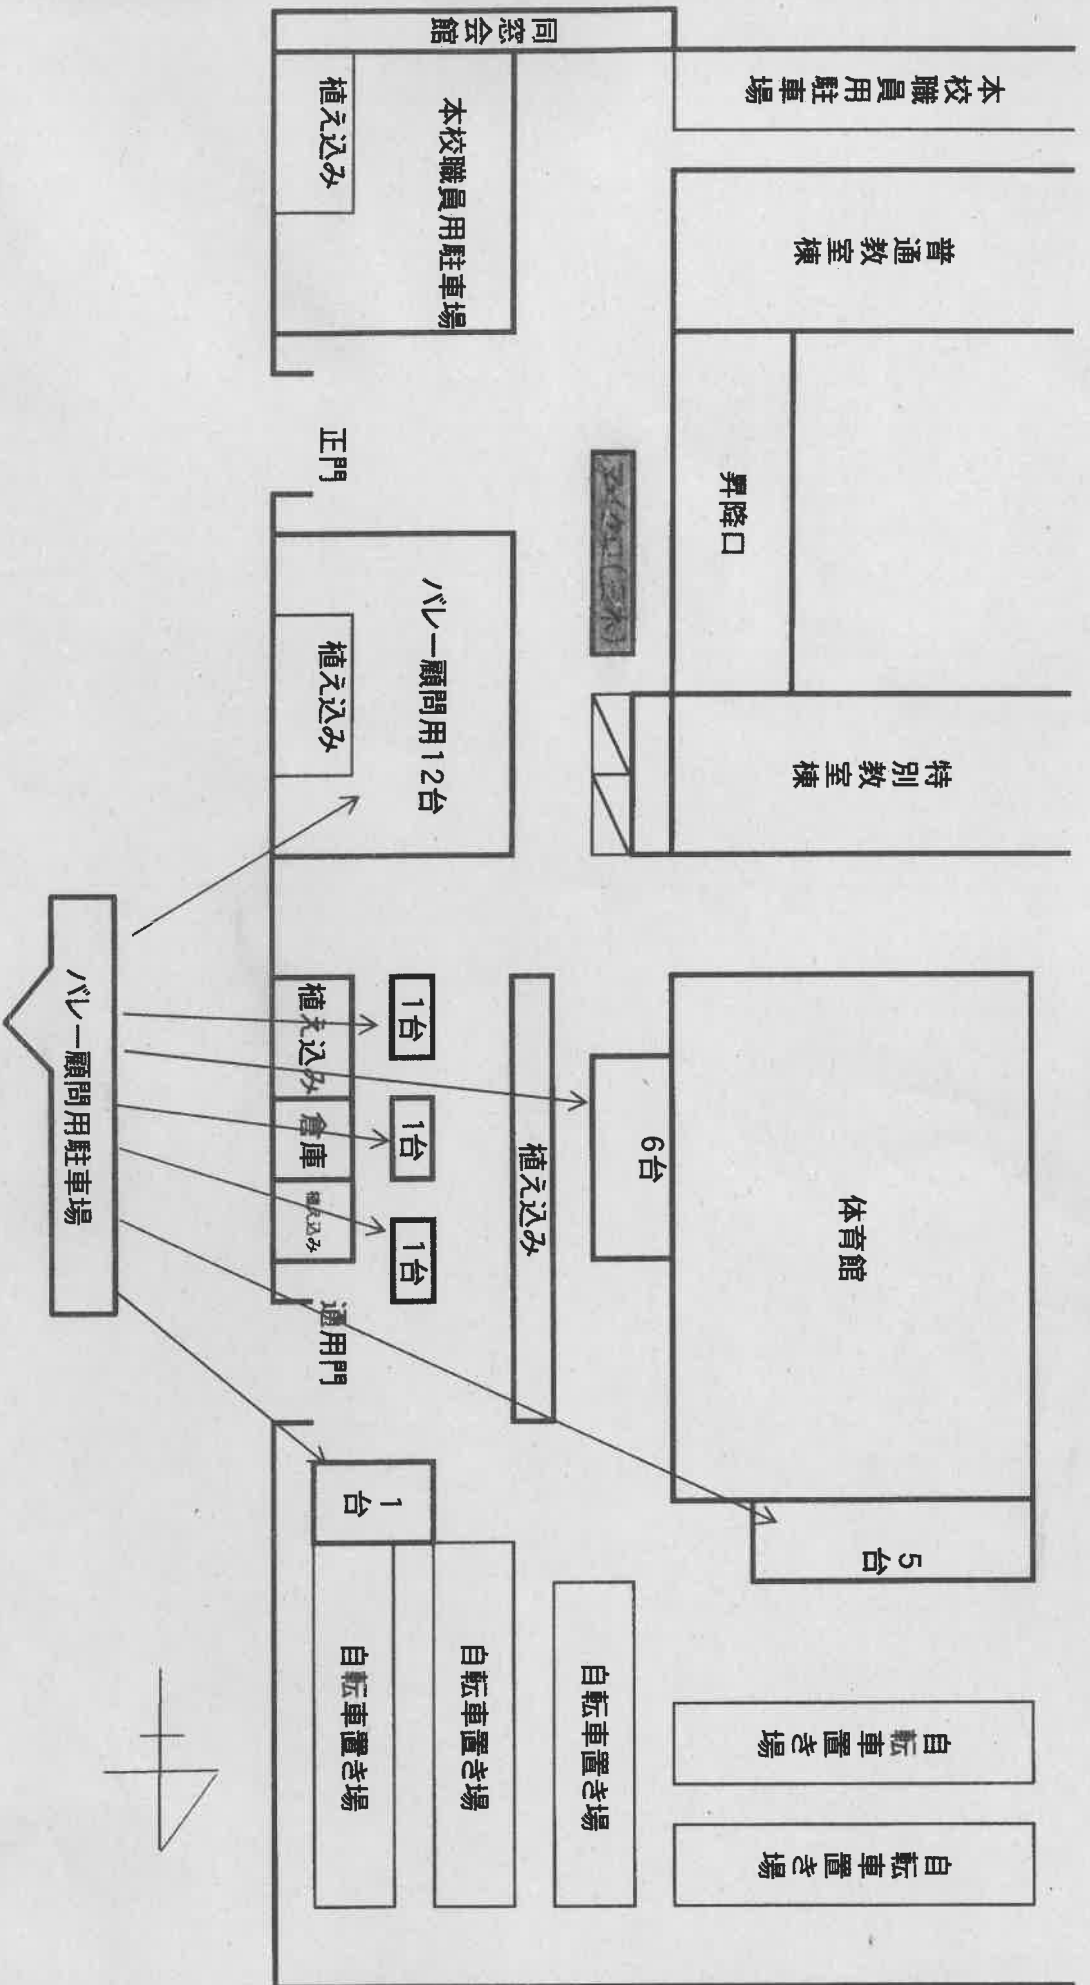 同窓会館
本校職員用駐車場
植え込み
本校職員用駐車場
普通教室棟
昇降口
正門
植え込み
バレー顧問用12台
特別教室棟
植え込み
倉庫
植え込み
1台
1台
1台
植え込み
6台
体育館
通用門
バレー顧問用駐車場
1台
5台
自転車置き場
自転車置き場
自転車置き場
自転車置き場
自転車置き場